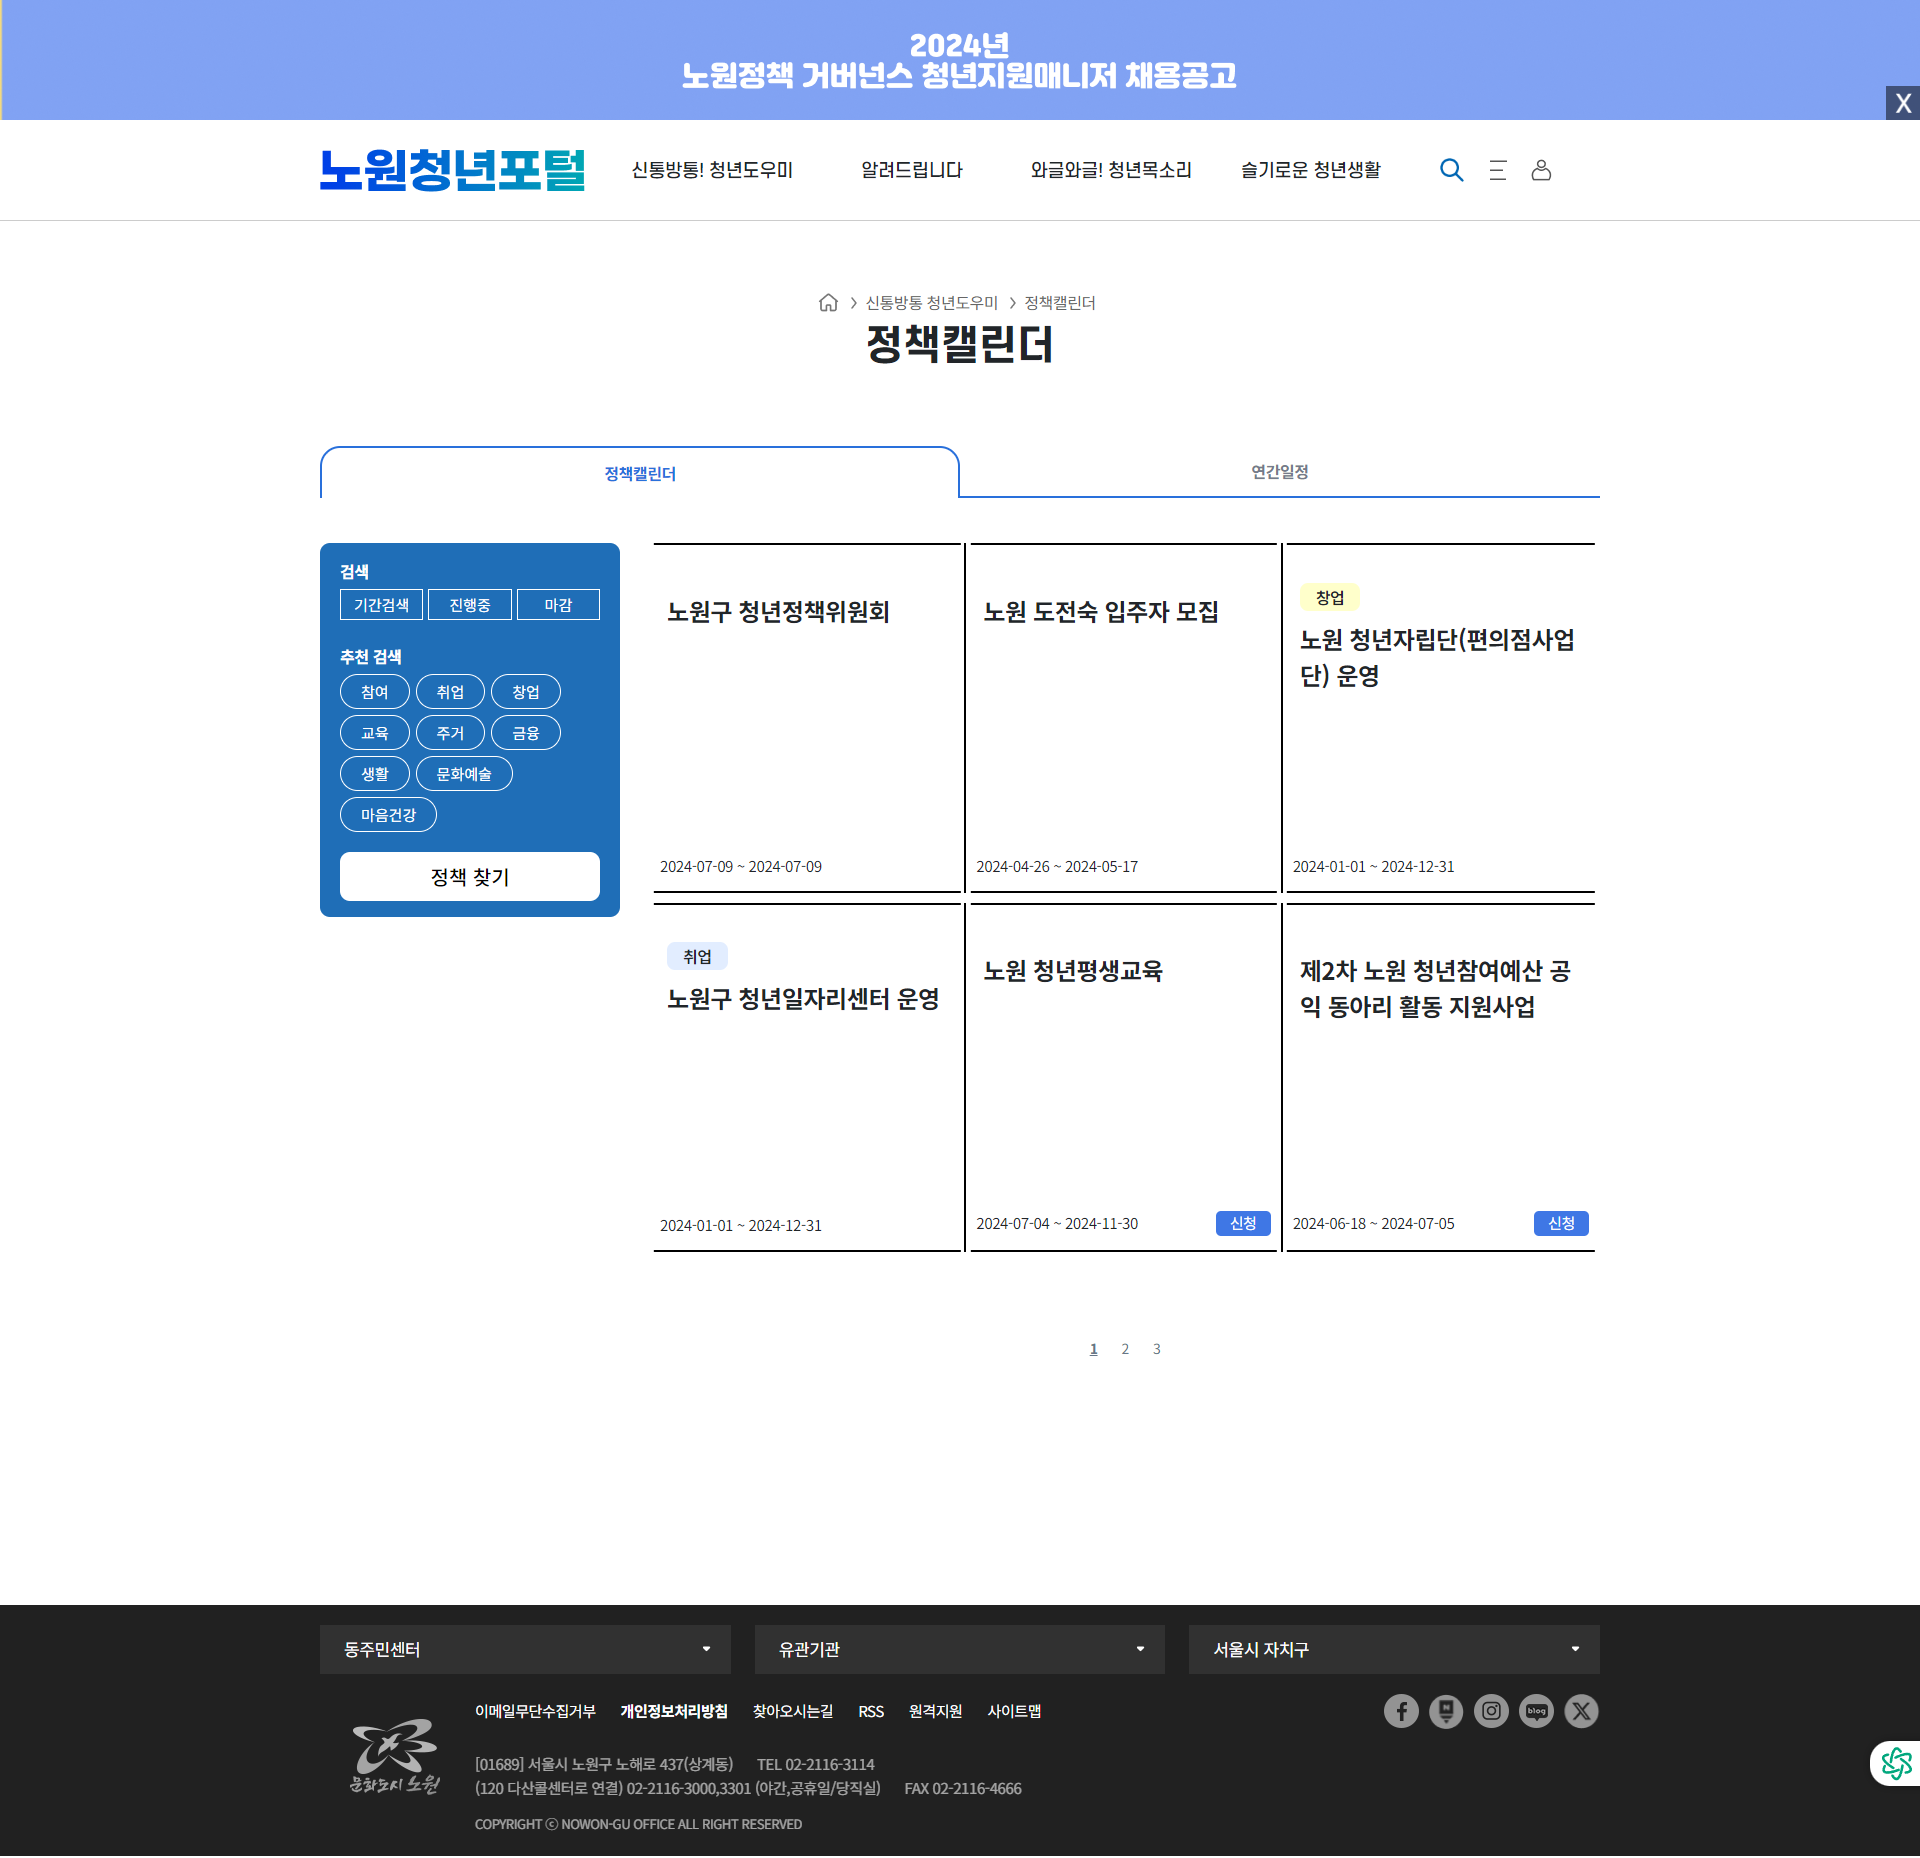 2024년
노원정책 거버넌스 청년지원매니저 채용공고
X
노원청년포털
신통방통! 청년도우미
알려드립니다
와글와글! 청년목소리
슬기로운 청년생활
신통방통 청년도우미
정책캘린더
정책캘린더
정책캘린더
연간일정
검색
기간검색
진행중
마감
추천 검색
참여
취업
창업
교육
주거
금융
생활
문화예술
마음건강
정책 찾기
노원구 청년정책위원회
2024-07-09 ~ 2024-07-09
노원 도전숙 입주자 모집
2024-04-26 ~ 2024-05-17
창업
노원 청년자립단(편의점사업
단) 운영
2024-01-01 ~ 2024-12-31
취업
노원구 청년일자리센터 운영
2024-01-01 ~ 2024-12-31
노원 청년평생교육
2024-07-04 ~ 2024-11-30
신청
제2차 노원 청년참여예산 공
익 동아리 활동 지원사업
2024-06-18 ~ 2024-07-05
신청
1 2 3
동주민센터
유관기관
서울시 자치구
이메일무단수집거부
개인정보처리방침
찾아오시는길
RSS
원격지원
사이트맵
blog
문화도시 노원
[01689] 서울시 노원구 노해로 437(상계동) TEL 02-2116-3114
(120 다산콜센터로 연결) 02-2116-3000,3301 (야간,공휴일/당직실) FAX 02-2116-4666
COPYRIGHT ⓒ NOWON-GU OFFICE ALL RIGHT RESERVED